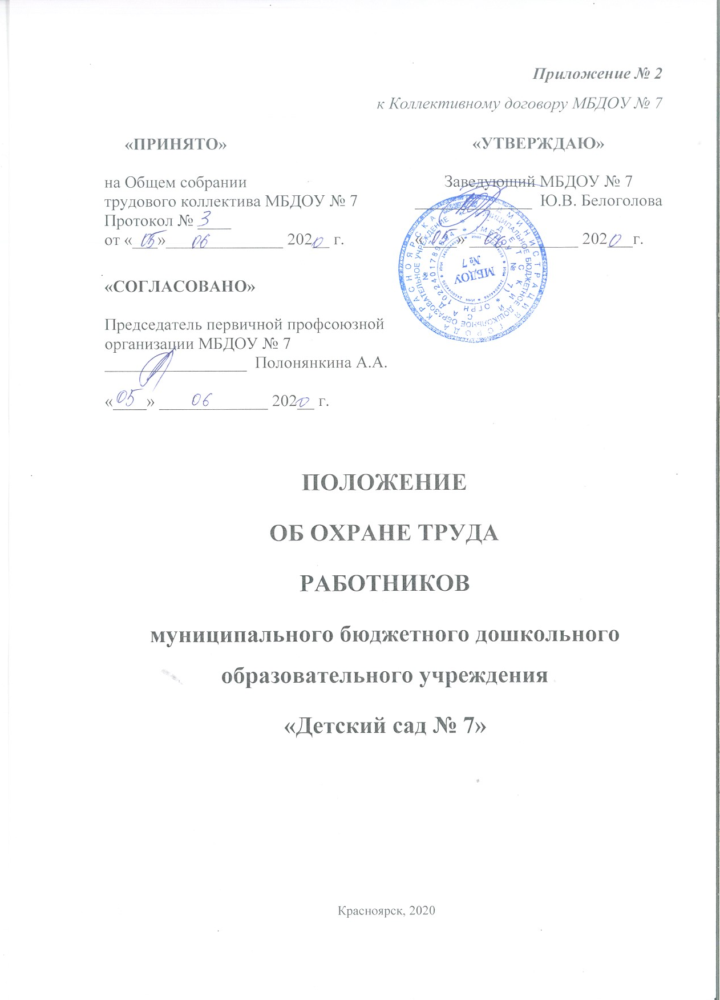 Приложение № 2
к Коллективному договору МБДОУ № 7
«ПРИНЯТО»
на Общем собрании
трудового коллектива МБДОУ № 7
Протокол № 3
от «05» 06 2020 г.
«УТВЕРЖДАЮ»
Заведующий МБДОУ № 7
Ю.В. Белоголова
«05» 06 2020 г.
МБДОУ
№ 7
«СОГЛАСОВАНО»
Председатель первичной профсоюзной
организации МБДОУ № 7
Полонянкина А.А.
«05» 06 2020 г.
ПОЛОЖЕНИЕ
ОБ ОХРАНЕ ТРУДА
РАБОТНИКОВ
муниципального бюджетного дошкольного
образовательного учреждения
«Детский сад № 7»
Красноярск, 2020